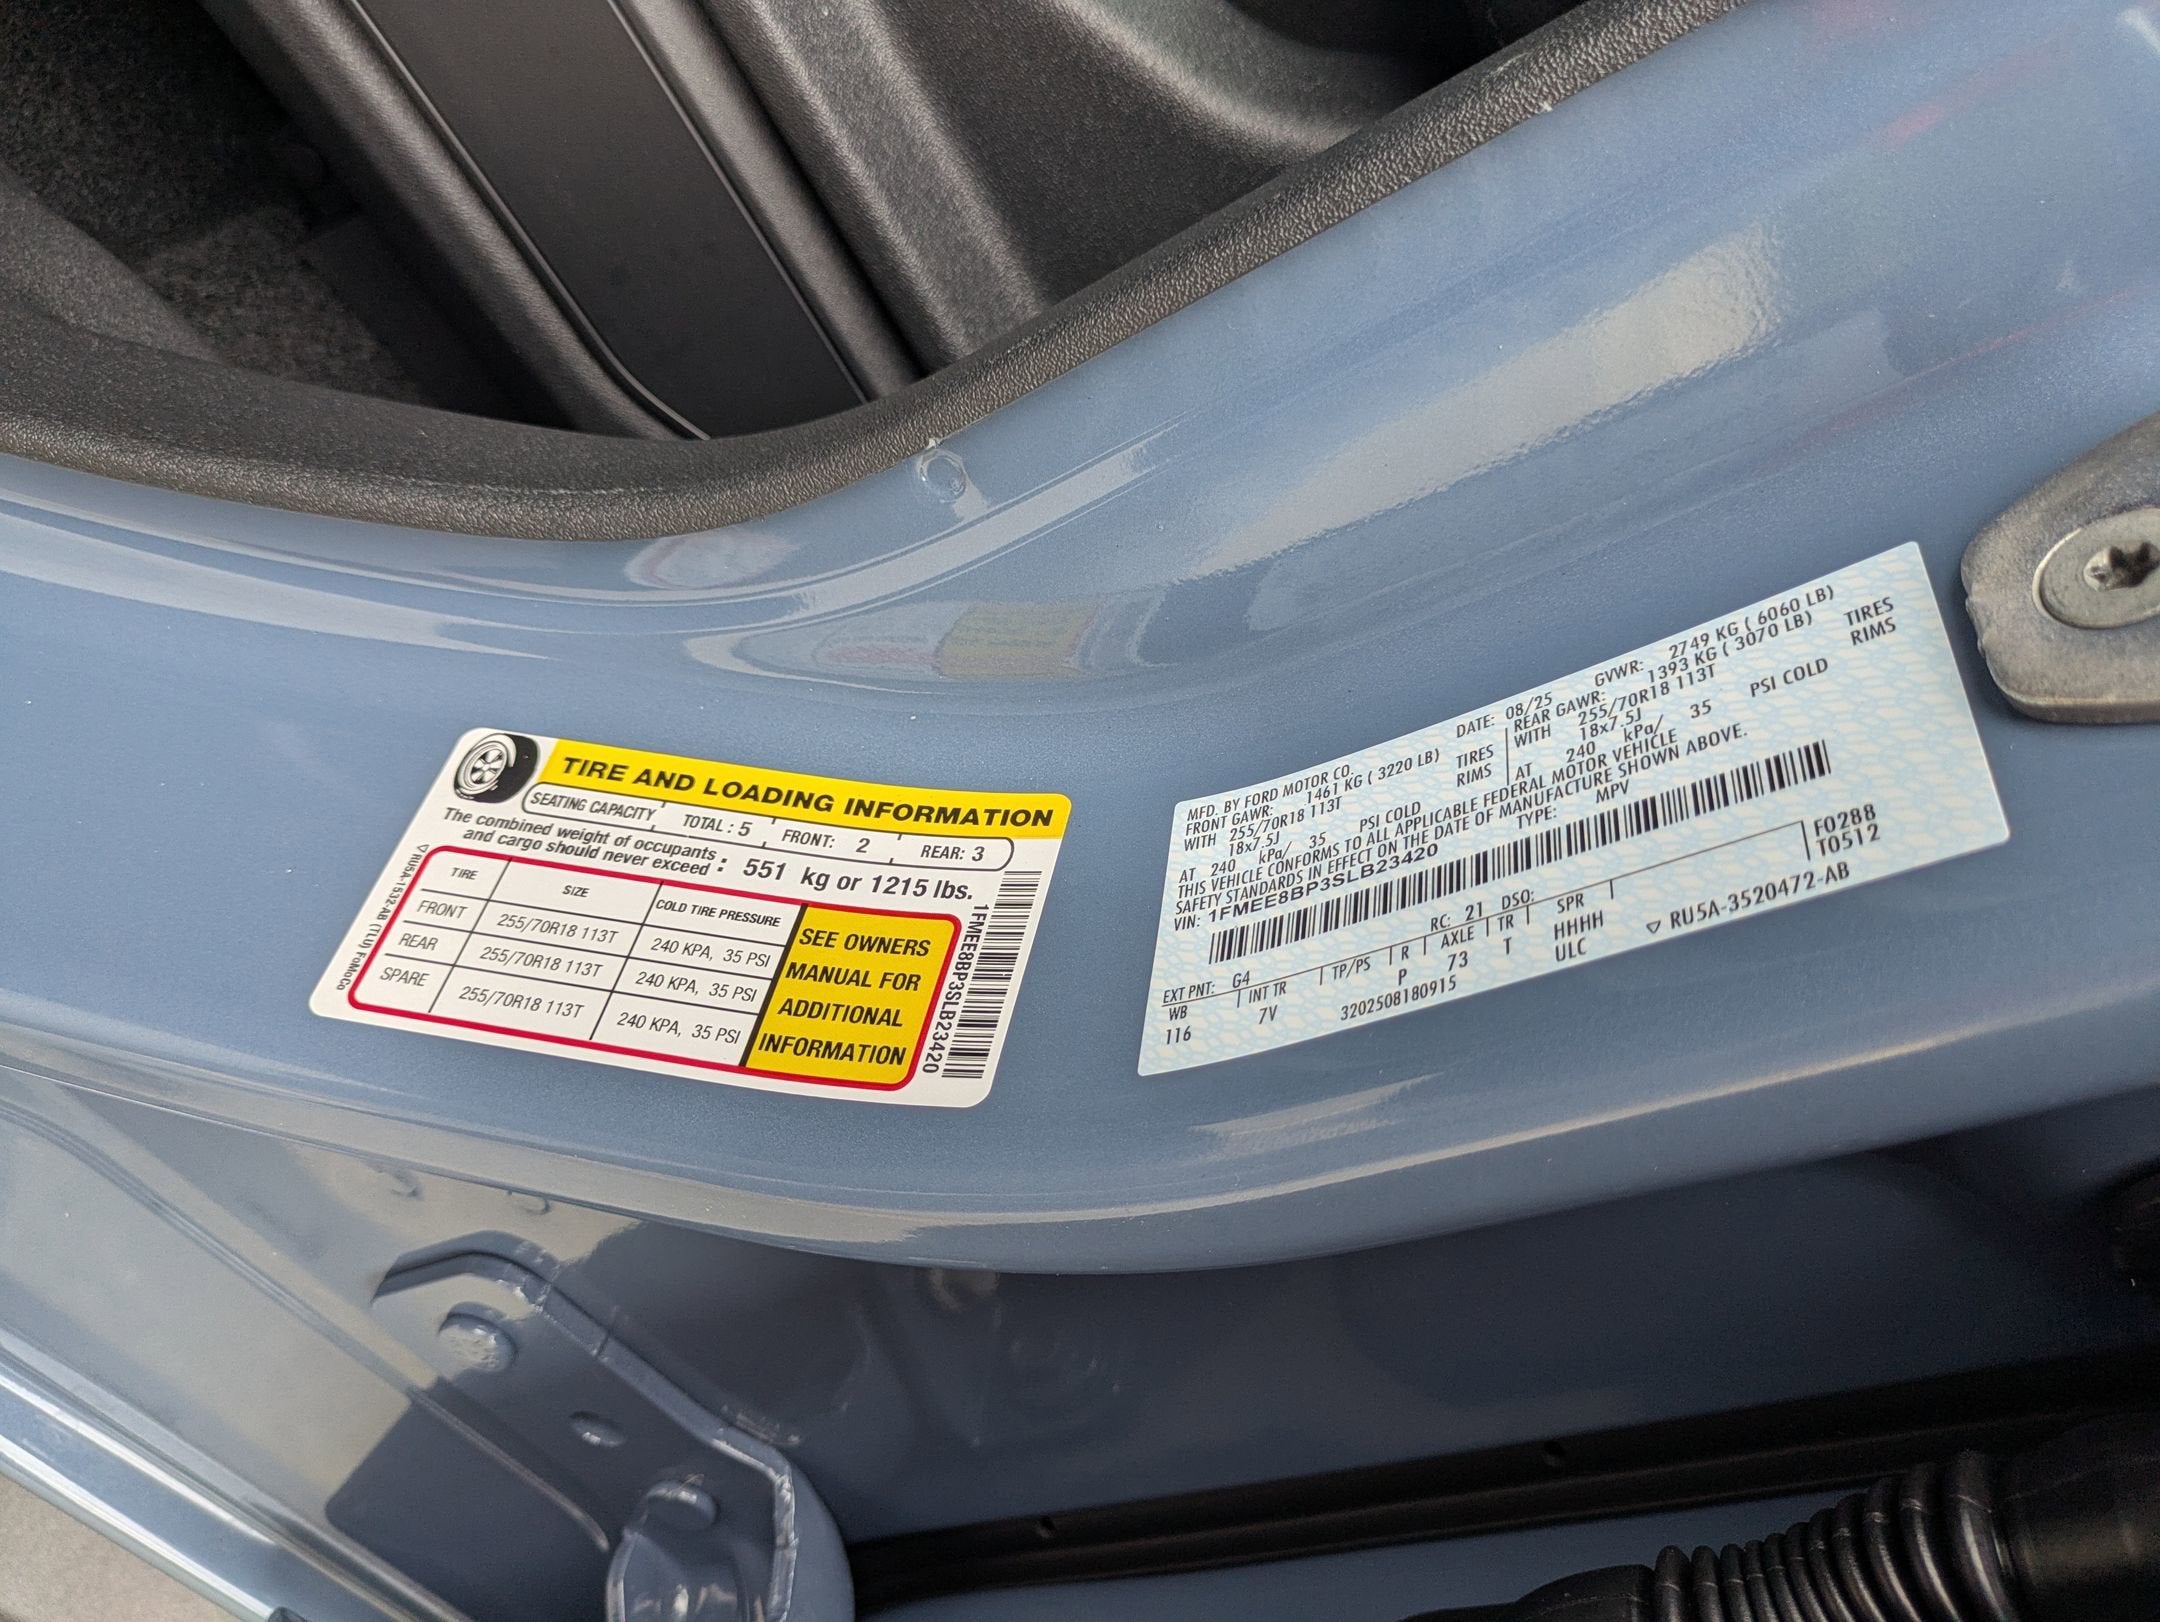 TIRE AND LOADING INFORMATION
SEATING CAPACITY TOTAL : 5 FRONT: 2 REAR: 3
The combined weight of occupants
and cargo should never exceed : 551 kg or 1215 lbs.
TIRE SIZE COLD TIRE PRESSURE
FRONT 255/70R18 113T 240 KPA, 35 PSI
REAR 255/70R18 113T 240 KPA, 35 PSI
SPARE 255/70R18 113T 240 KPA, 35 PSI
SEE OWNERS
MANUAL FOR
ADDITIONAL
INFORMATION
RU5A-1532-AB (TLU) FoMoCo
1FMEE8BP3SLB23420
MFD. BY FORD MOTOR CO. DATE: 08/25 GVWR: 2749 KG ( 6060 LB)
FRONT GAWR: 1461 KG ( 3220 LB) REAR GAWR: 1393 KG ( 3070 LB)
WITH 255/70R18 113T TIRES WITH 255/70R18 113T TIRES
18x7.5J RIMS 18x7.5J RIMS
AT 240 kPa/ 35 PSI COLD AT 240 kPa/ 35 PSI COLD
THIS VEHICLE CONFORMS TO ALL APPLICABLE FEDERAL MOTOR VEHICLE
SAFETY STANDARDS IN EFFECT ON THE DATE OF MANUFACTURE SHOWN ABOVE.
VIN: 1FMEE8BP3SLB23420 TYPE: MPV
F0288
T0512
EXT PNT: G4 RC: 21 DSO:
WB INT TR TP/PS R AXLE TR SPR
116 7V P 73 T HHHH
3202508180915 ULC
RU5A-3520472-AB